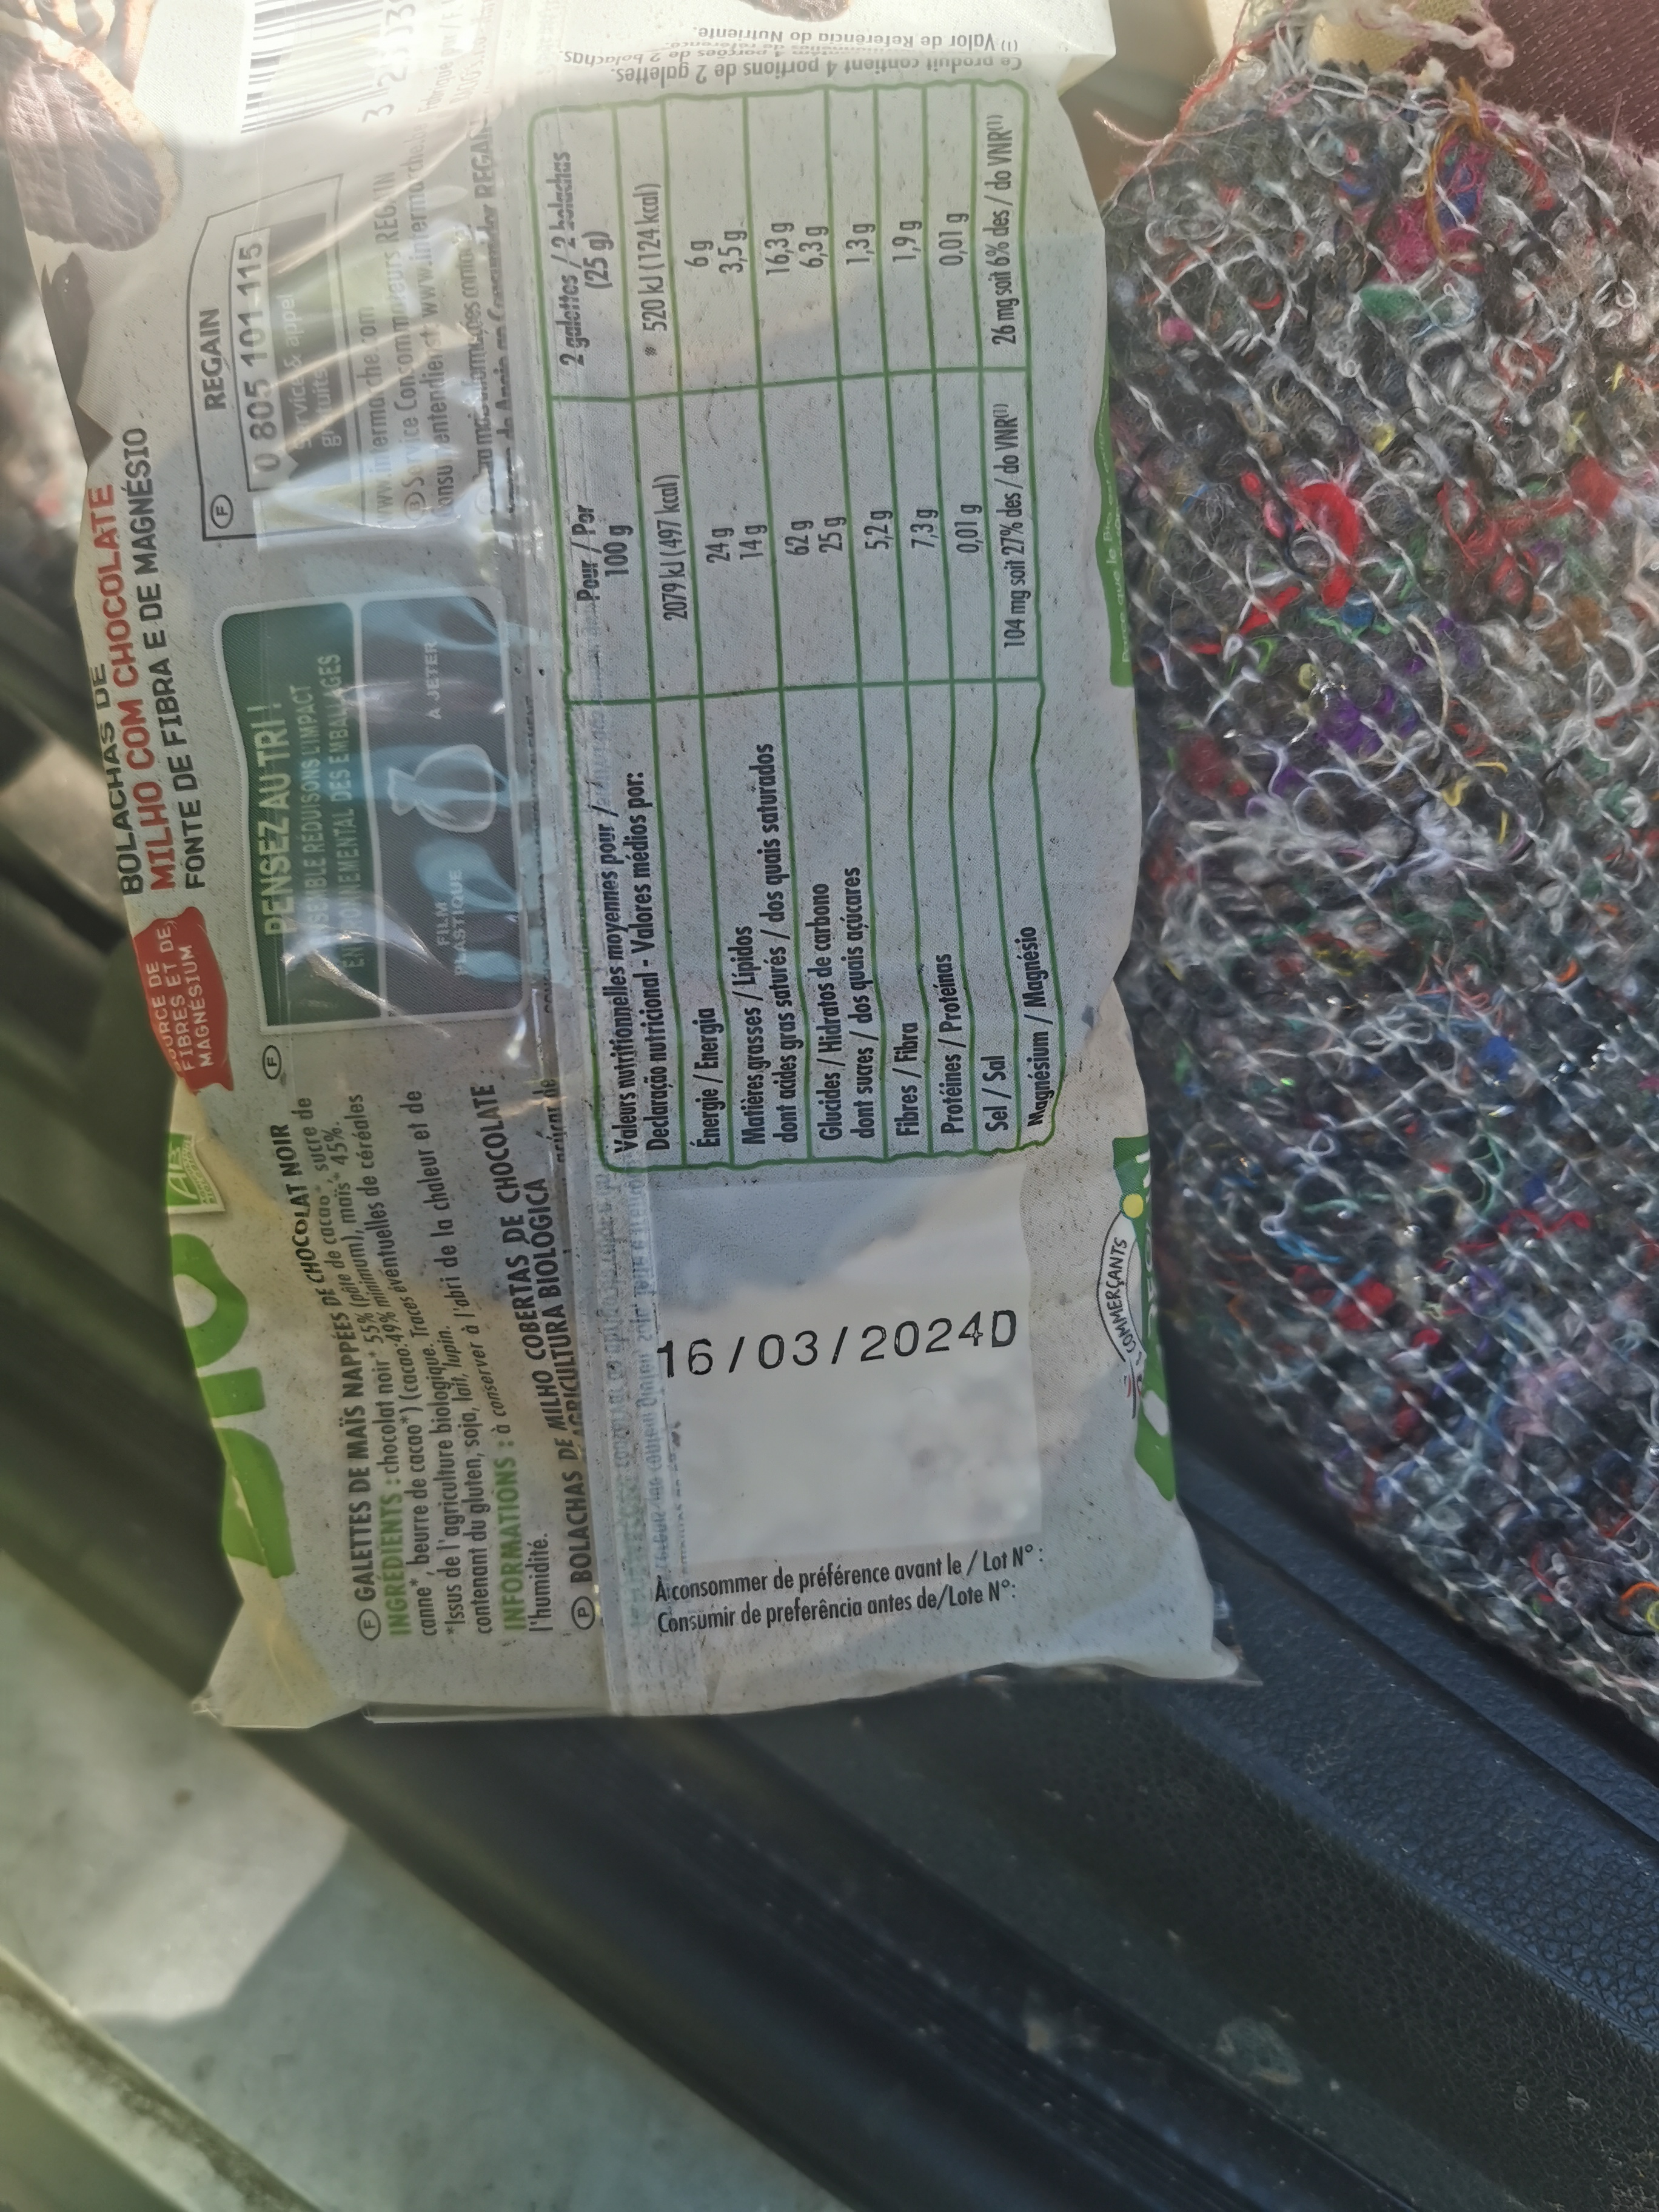 BIO
SOURCE DE
FIBRES ET DE
MAGNÉSIUM
BOLACHAS DE
MILHO COM CHOCOLATE
FONTE DE FIBRA E DE MAGNÉSIO
F GALETTES DE MAÏS NAPPÉES DE CHOCOLAT NOIR
INGRÉDIENTS : chocolat noir* 55% (pâte de cacao*, sucre de
canne*, beurre de cacao*) (cacao: 49% minimum), maïs* 45%.
*Issus de l'agriculture biologique. Traces éventuelles de céréales
contenant du gluten, soja, lait, lupin.
INFORMATIONS : à conserver à l'abri de la chaleur et de
l'humidité.
P BOLACHAS DE MILHO COBERTAS DE CHOCOLATE
AGRICULTURA BIOLÓGICA
F
PENSEZ AU TRI !
DES EMBALLAGES
FILM
PLASTIQUE
À JETER
F
REGAIN
0 805 101 115
Service & appel
gratuits
REGAIN
Valeurs nutritionnelles moyennes pour /
Declaração nutricional - Valores médios por:
Pour / Por
100 g
2 galettes / 2 bolachas
(25 g)
Énergie / Energia
2079 kJ (497 kcal)
520 kJ (124 kcal)
Matières grasses / Lípidos
24 g
6 g
dont acides gras saturés / dos quais saturados
14 g
3,5 g
Glucides / Hidratos de carbono
62 g
16,3 g
dont sucres / dos quais açúcares
25 g
6,3 g
Fibres / Fibra
5,2 g
1,3 g
Protéines / Proteínas
7,3 g
1,9 g
Sel / Sal
0,01 g
0,01 g
Magnésium / Magnésio
104 mg soit 27% des / do VNR(1)
26 mg soit 6% des / do VNR(1)
Ce produit contient 4 portions de 2 galettes.
(1) Valor de Referência do Nutriente.
16/03/2024D
À consommer de préférence avant le / Lot N° :
Consumir de preferência antes de/Lote N°:
COMMERÇANTS